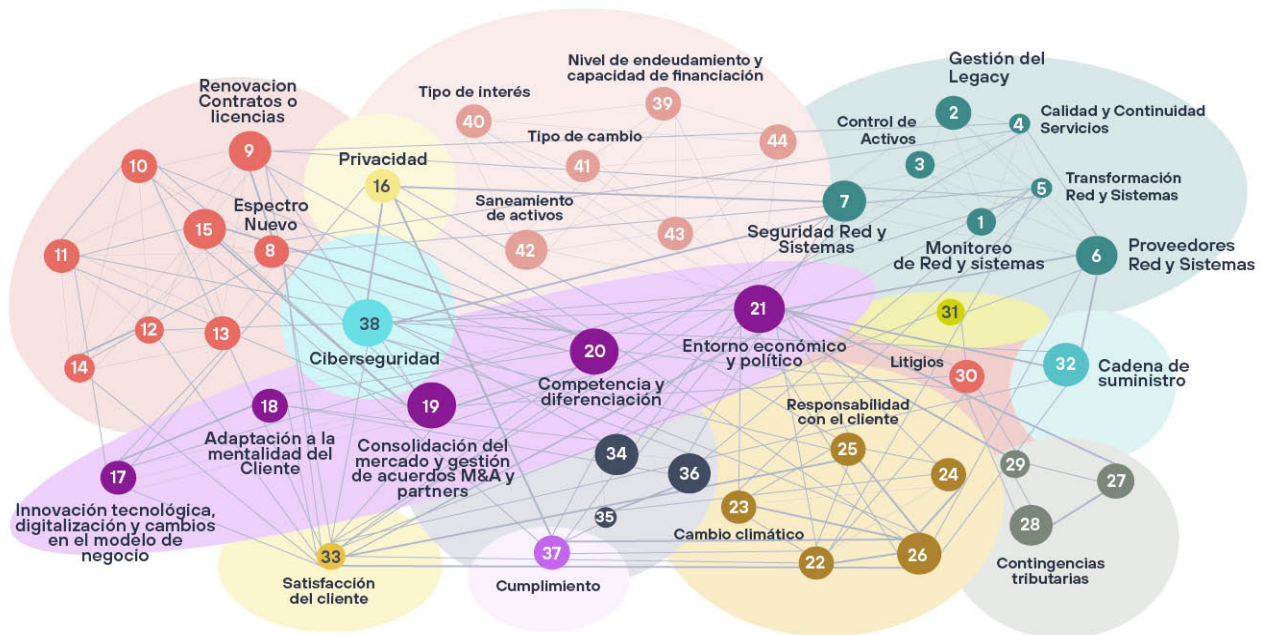 Renovacion
Contratos o
licencias
9
10
Espectro
Nuevo
15
8
11
12
13
14
Privacidad
16
Nivel de endeudamiento y
capacidad de financiación
39
Tipo de interés
40
Tipo de cambio
41
44
Saneamiento
de activos
42
43
Gestión del
Legacy
2
Calidad y Continuidad
Servicios
4
Control de
Activos
3
Transformación
Red y Sistemas
5
7
Seguridad Red y
Sistemas
1
Monitoreo
de Red y sistemas
6
Proveedores
Red y Sistemas
38
Ciberseguridad
21
Entorno económico
y político
20
Competencia y
diferenciación
19
Consolidación del
mercado y gestión
de acuerdos M&A y
partners
18
Adaptación a la
mentalidad del
Cliente
17
Innovación tecnológica,
digitalización y cambios
en el modelo de
negocio
31
Litigios
30
32
Cadena de
suministro
34
36
35
Responsabilidad
con el cliente
25
24
23
Cambio climático
22
26
29
27
28
Contingencias
tributarias
33
Satisfacción
del cliente
37
Cumplimiento